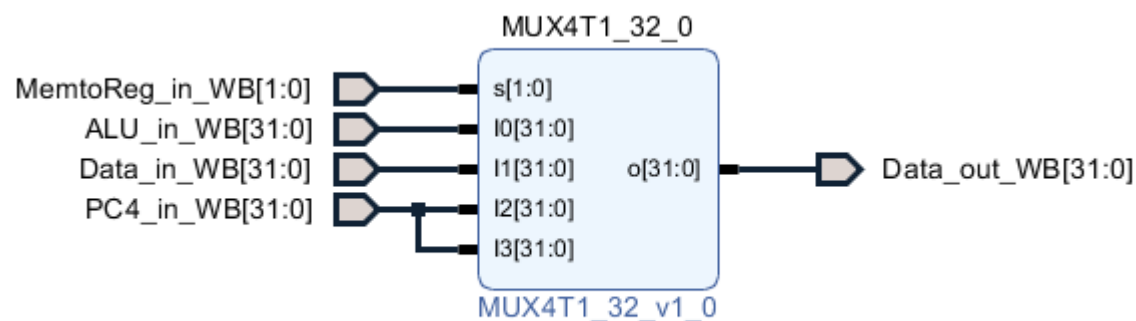 MUX4T1_32_0
MemtoReg_in_WB[1:0]
s[1:0]
ALU_in_WB[31:0]
I0[31:0]
Data_in_WB[31:0]
I1[31:0]
o[31:0]
Data_out_WB[31:0]
PC4_in_WB[31:0]
I2[31:0]
I3[31:0]
MUX4T1_32_v1_0